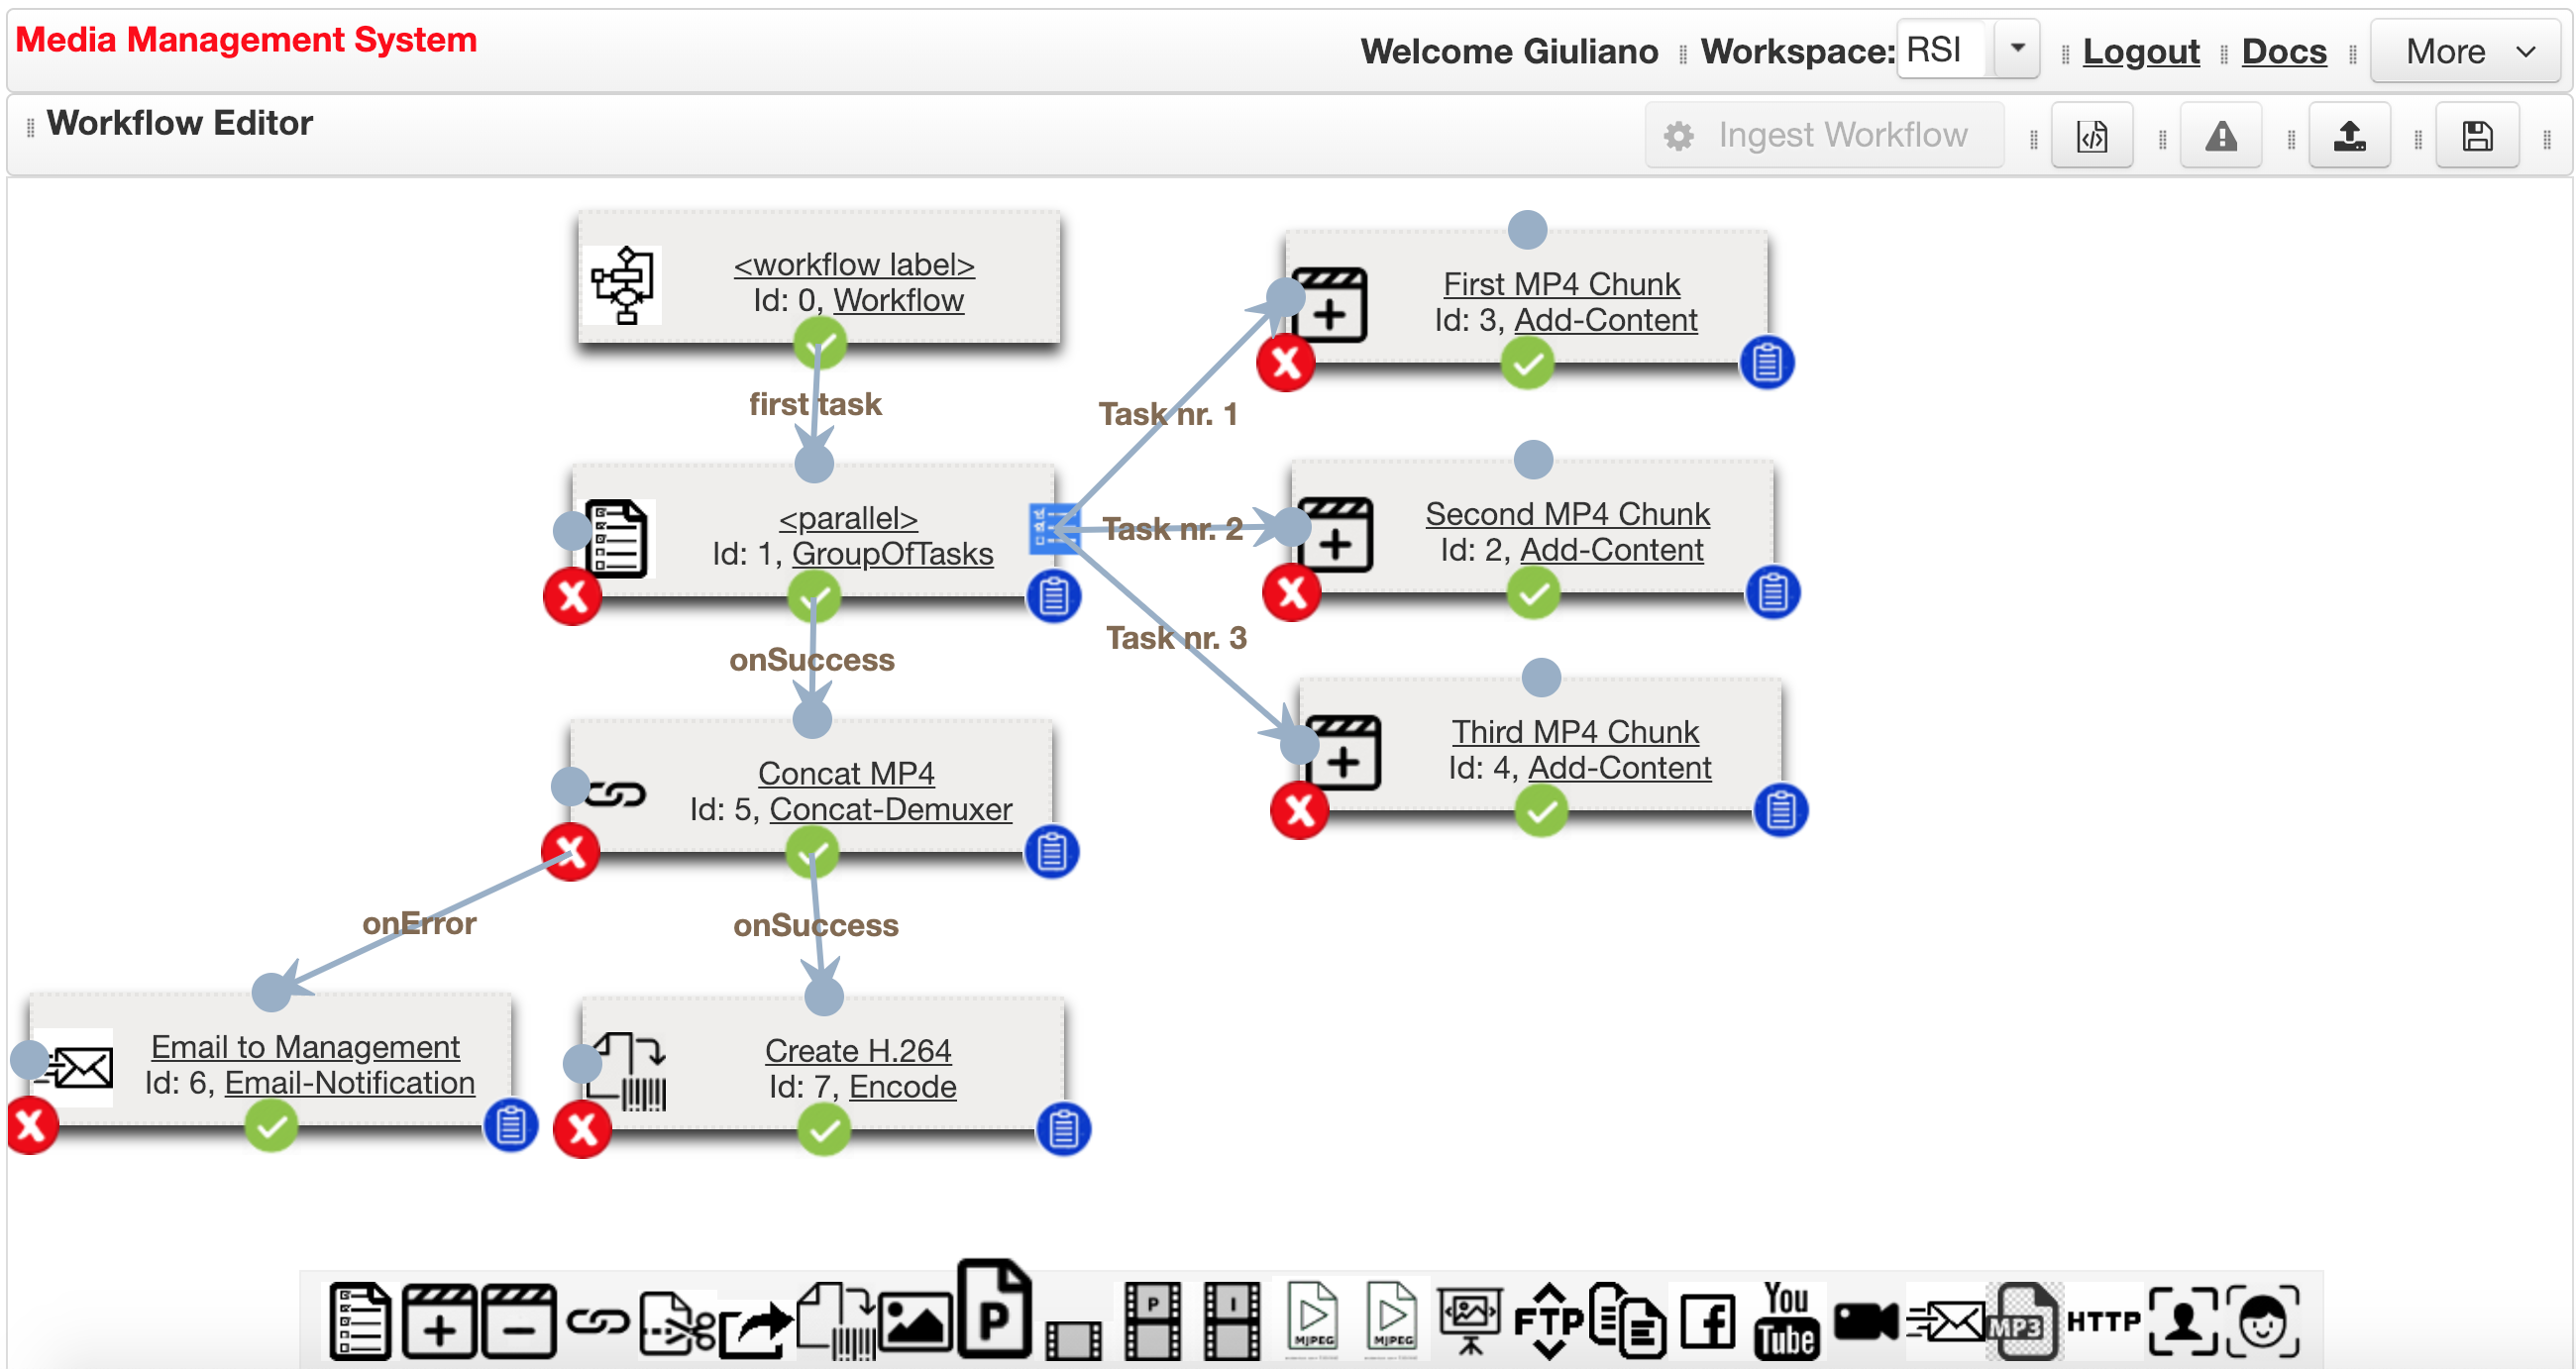 Media Management System
Welcome Giuliano
Workspace:
RSI
Logout
Docs
More
Workflow Editor
Ingest Workflow
<workflow label>
Id: 0, Workflow
first task
<parallel>
Id: 1, GroupOfTasks
Task nr. 1
Task nr. 2
Task nr. 3
First MP4 Chunk
Id: 3, Add-Content
Second MP4 Chunk
Id: 2, Add-Content
Third MP4 Chunk
Id: 4, Add-Content
onSuccess
Concat MP4
Id: 5, Concat-Demuxer
onError
onSuccess
Email to Management
Id: 6, Email-Notification
Create H.264
Id: 7, Encode
P
P
I
MJPEG
MJPEG
FTP
f
You
Tube
MP3
HTTP